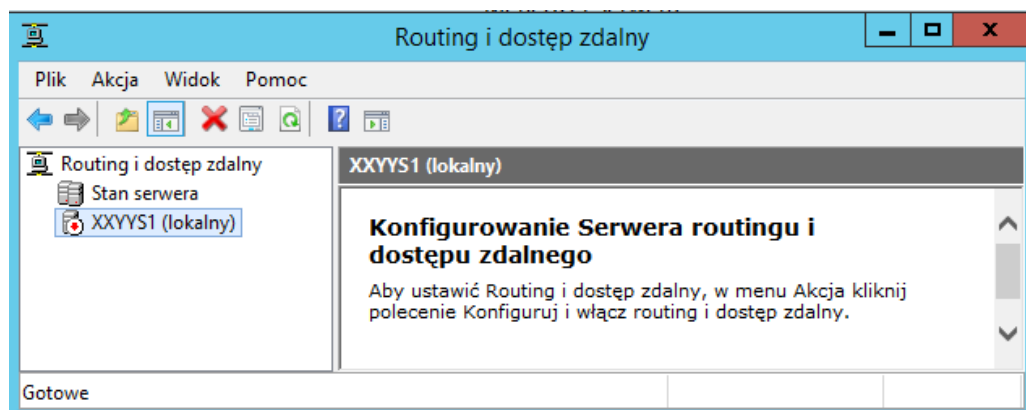 Routing i dostęp zdalny
Plik Akcja Widok Pomoc
Routing i dostęp zdalny
Stan serwera
XXYYS1 (lokalny)
XXYYS1 (lokalny)
Konfigurowanie Serwera routingu i
dostępu zdalnego
Aby ustawić Routing i dostęp zdalny, w menu Akcja kliknij
polecenie Konfiguruj i włącz routing i dostęp zdalny.
Gotowe